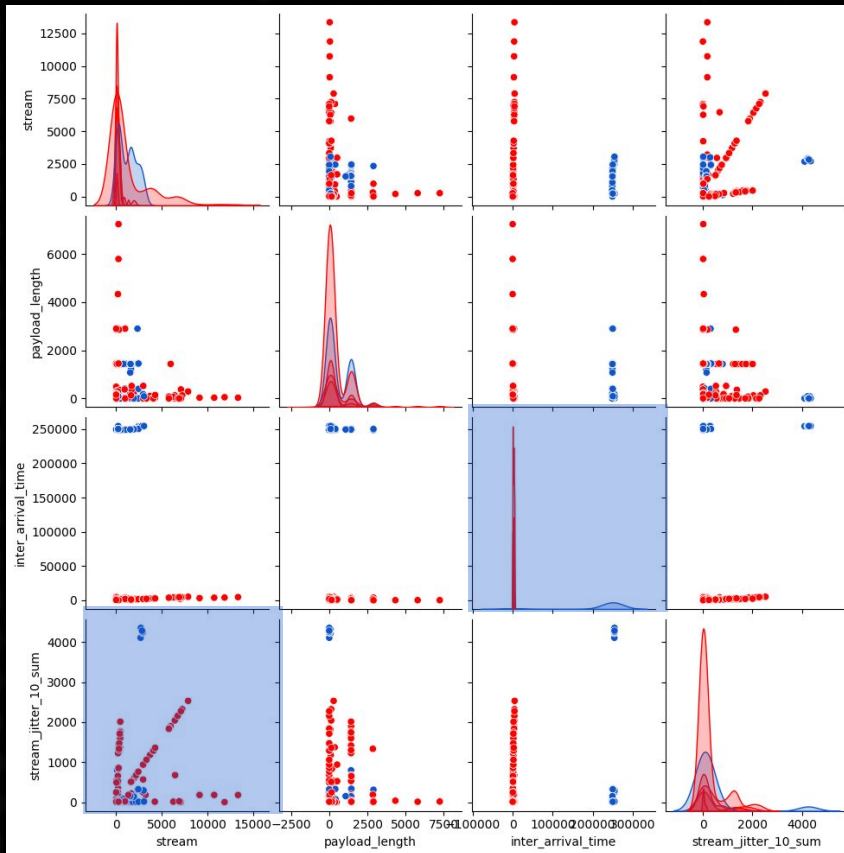 12500
10000
7500
5000
2500
0
stream
6000
4000
2000
0
payload_length
250000
200000
150000
100000
50000
0
inter_arrival_time
4000
3000
2000
1000
0
stream_jitter_10_sum
0 5000 10000 15000
stream
−2500 0 2500 5000 7500
payload_length
0 100000 200000 300000
inter_arrival_time
0 2000 4000
stream_jitter_10_sum